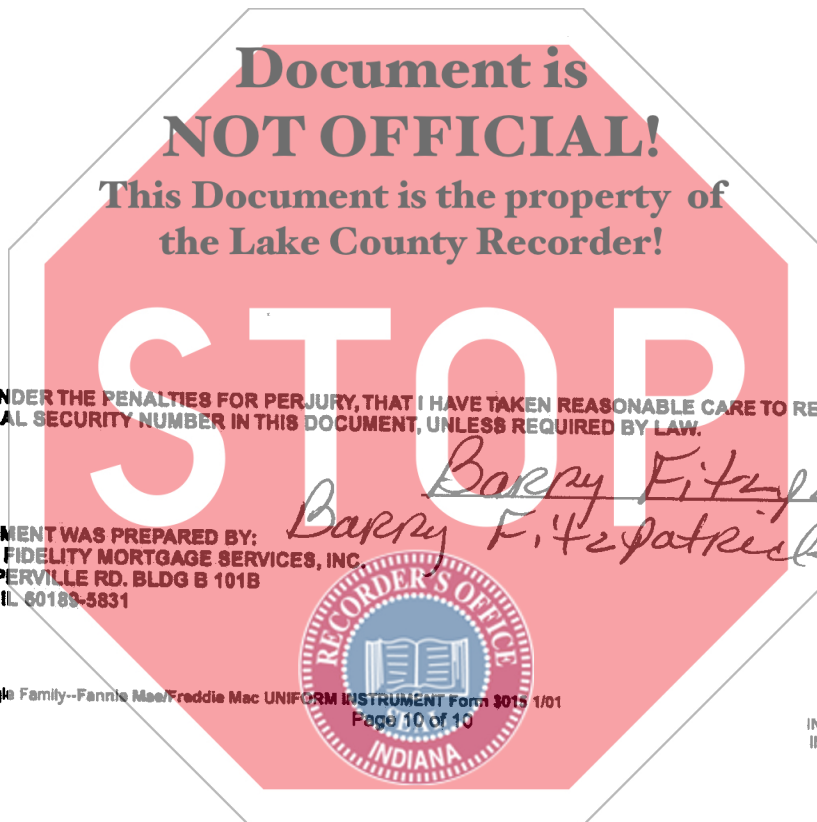 Document is
NOT OFFICIAL!
This Document is the property of
the Lake County Recorder!
STOP
NDER THE PENALTIES FOR PERJURY, THAT I HAVE TAKEN REASONABLE CARE TO RE
AL SECURITY NUMBER IN THIS DOCUMENT, UNLESS REQUIRED BY LAW.
Barry Fitzpa
Barry Fitzpatrick
MENT WAS PREPARED BY:
FIDELITY MORTGAGE SERVICES, INC.
PERVILLE RD. BLDG B 101B
IL 60189-5831
RECORDER'S OFFICE
SEAL
INDIANA
le Family--Fannie Mae/Freddie Mac UNIFORM INSTRUMENT Form 3015 1/01
Page 10 of 10
IN